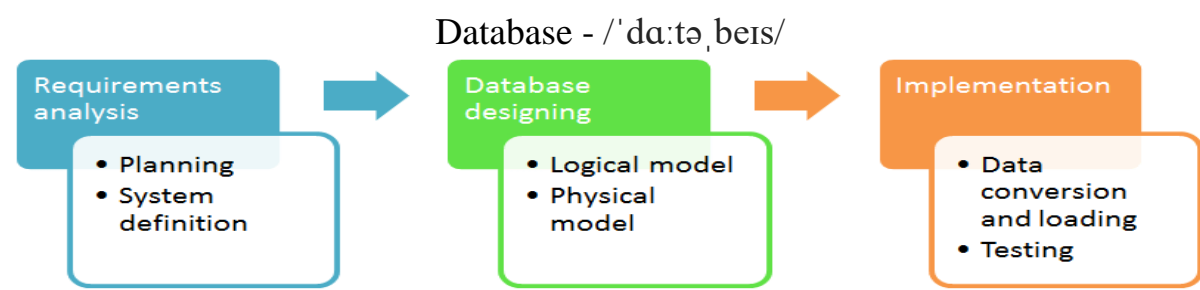 Database - /ˈdɑːtəˌbeɪs/
Requirements
analysis
• Planning
• System
definition
Database
designing
• Logical model
• Physical
model
Implementation
• Data
conversion
and loading
• Testing